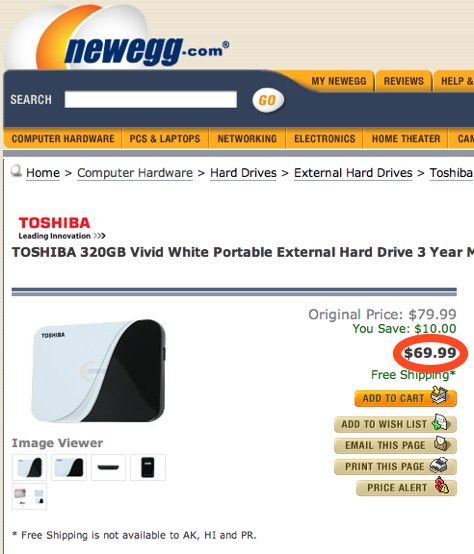 newegg.com®
MY NEWEGG REVIEWS HELP &
SEARCH GO
COMPUTER HARDWARE PCS & LAPTOPS NETWORKING ELECTRONICS HOME THEATER CAM
Home > Computer Hardware > Hard Drives > External Hard Drives > Toshiba
TOSHIBA
Leading Innovation >>>
TOSHIBA 320GB Vivid White Portable External Hard Drive 3 Year M
Original Price: $79.99
You Save: $10.00
$69.99
Free Shipping*
ADD TO CART
ADD TO WISH LIST
EMAIL THIS PAGE
PRINT THIS PAGE
PRICE ALERT
TOSHIBA
Image Viewer
* Free Shipping is not available to AK, HI and PR.